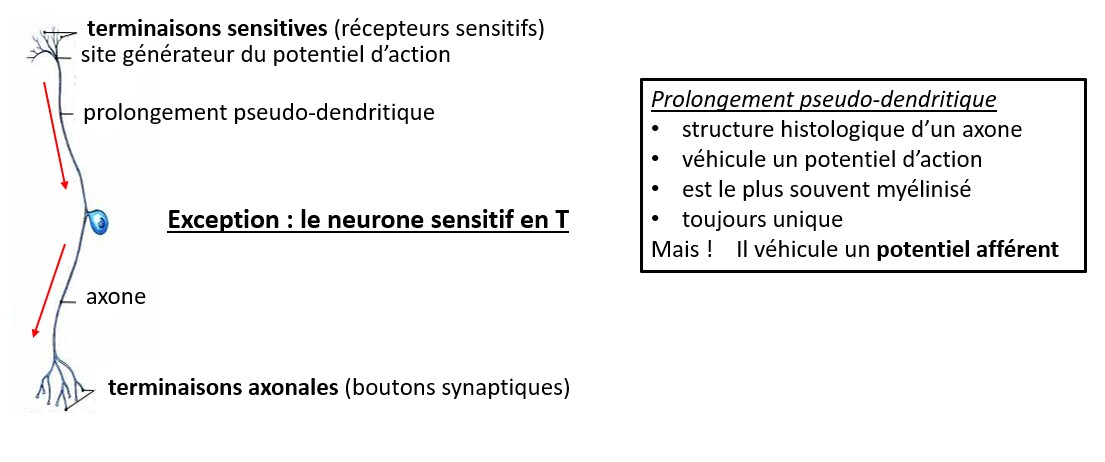 terminaisons sensitives (récepteurs sensitifs)
site générateur du potentiel d’action
prolongement pseudo-dendritique
Exception : le neurone sensitif en T
axone
terminaisons axonales (boutons synaptiques)
Prolongement pseudo-dendritique
• structure histologique d’un axone
• véhicule un potentiel d’action
• est le plus souvent myélinisé
• toujours unique
Mais ! Il véhicule un potentiel afférent